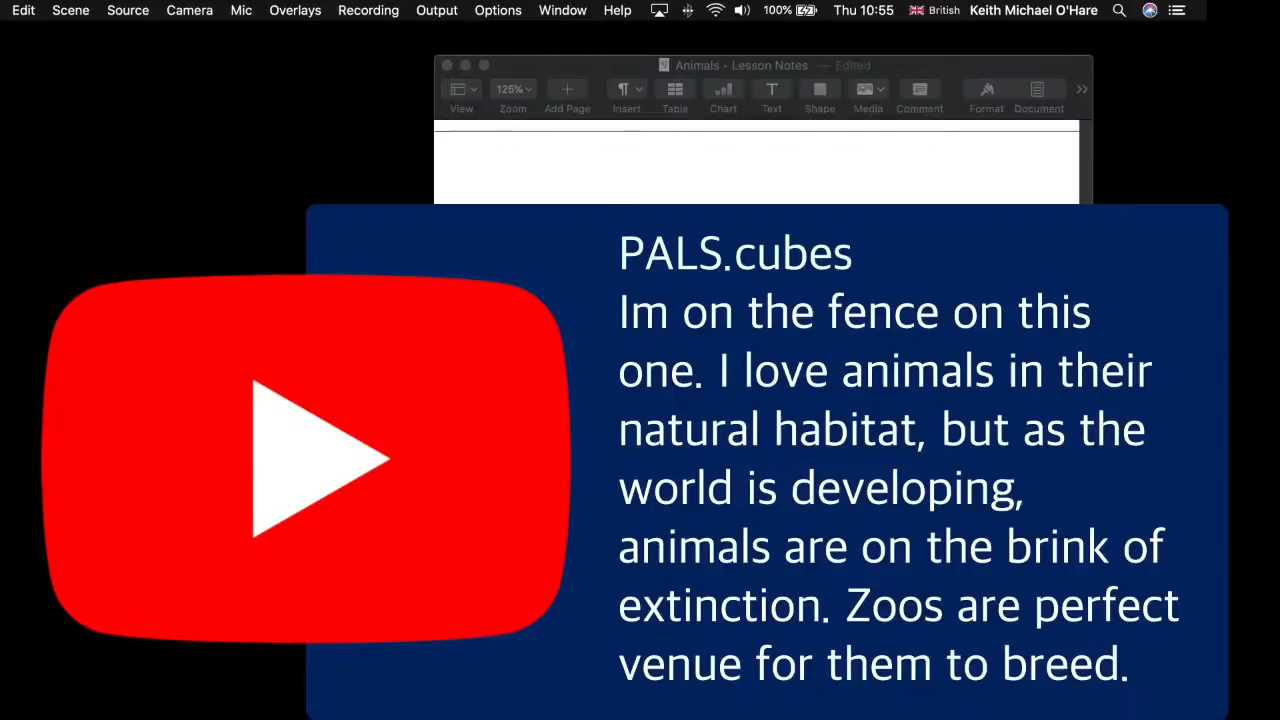 Edit Scene Source Camera Mic Overlays Recording Output Options Window Help 100% Thu 10:55 British Keith Michael O'Hare
Animals - Lesson Notes — Edited
125%
View Zoom Add Page Insert Table Chart Text Shape Media Comment Format Document
PALS.cubes
Im on the fence on this
one. I love animals in their
natural habitat, but as the
world is developing,
animals are on the brink of
extinction. Zoos are perfect
venue for them to breed.